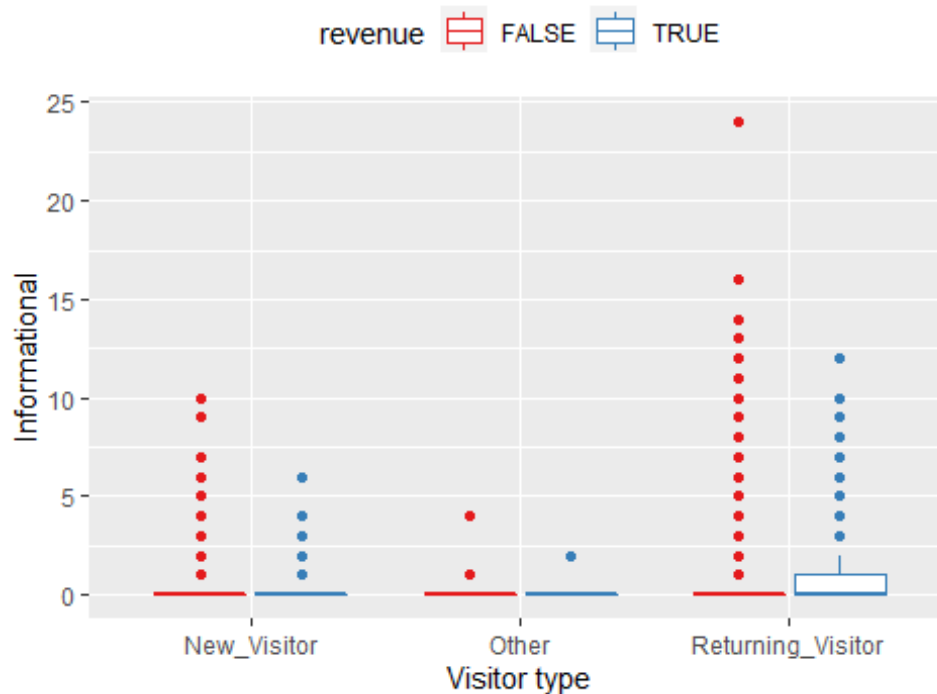 revenue FALSE TRUE
25
20
15
10
5
0
Informational
New_Visitor Other Returning_Visitor
Visitor type